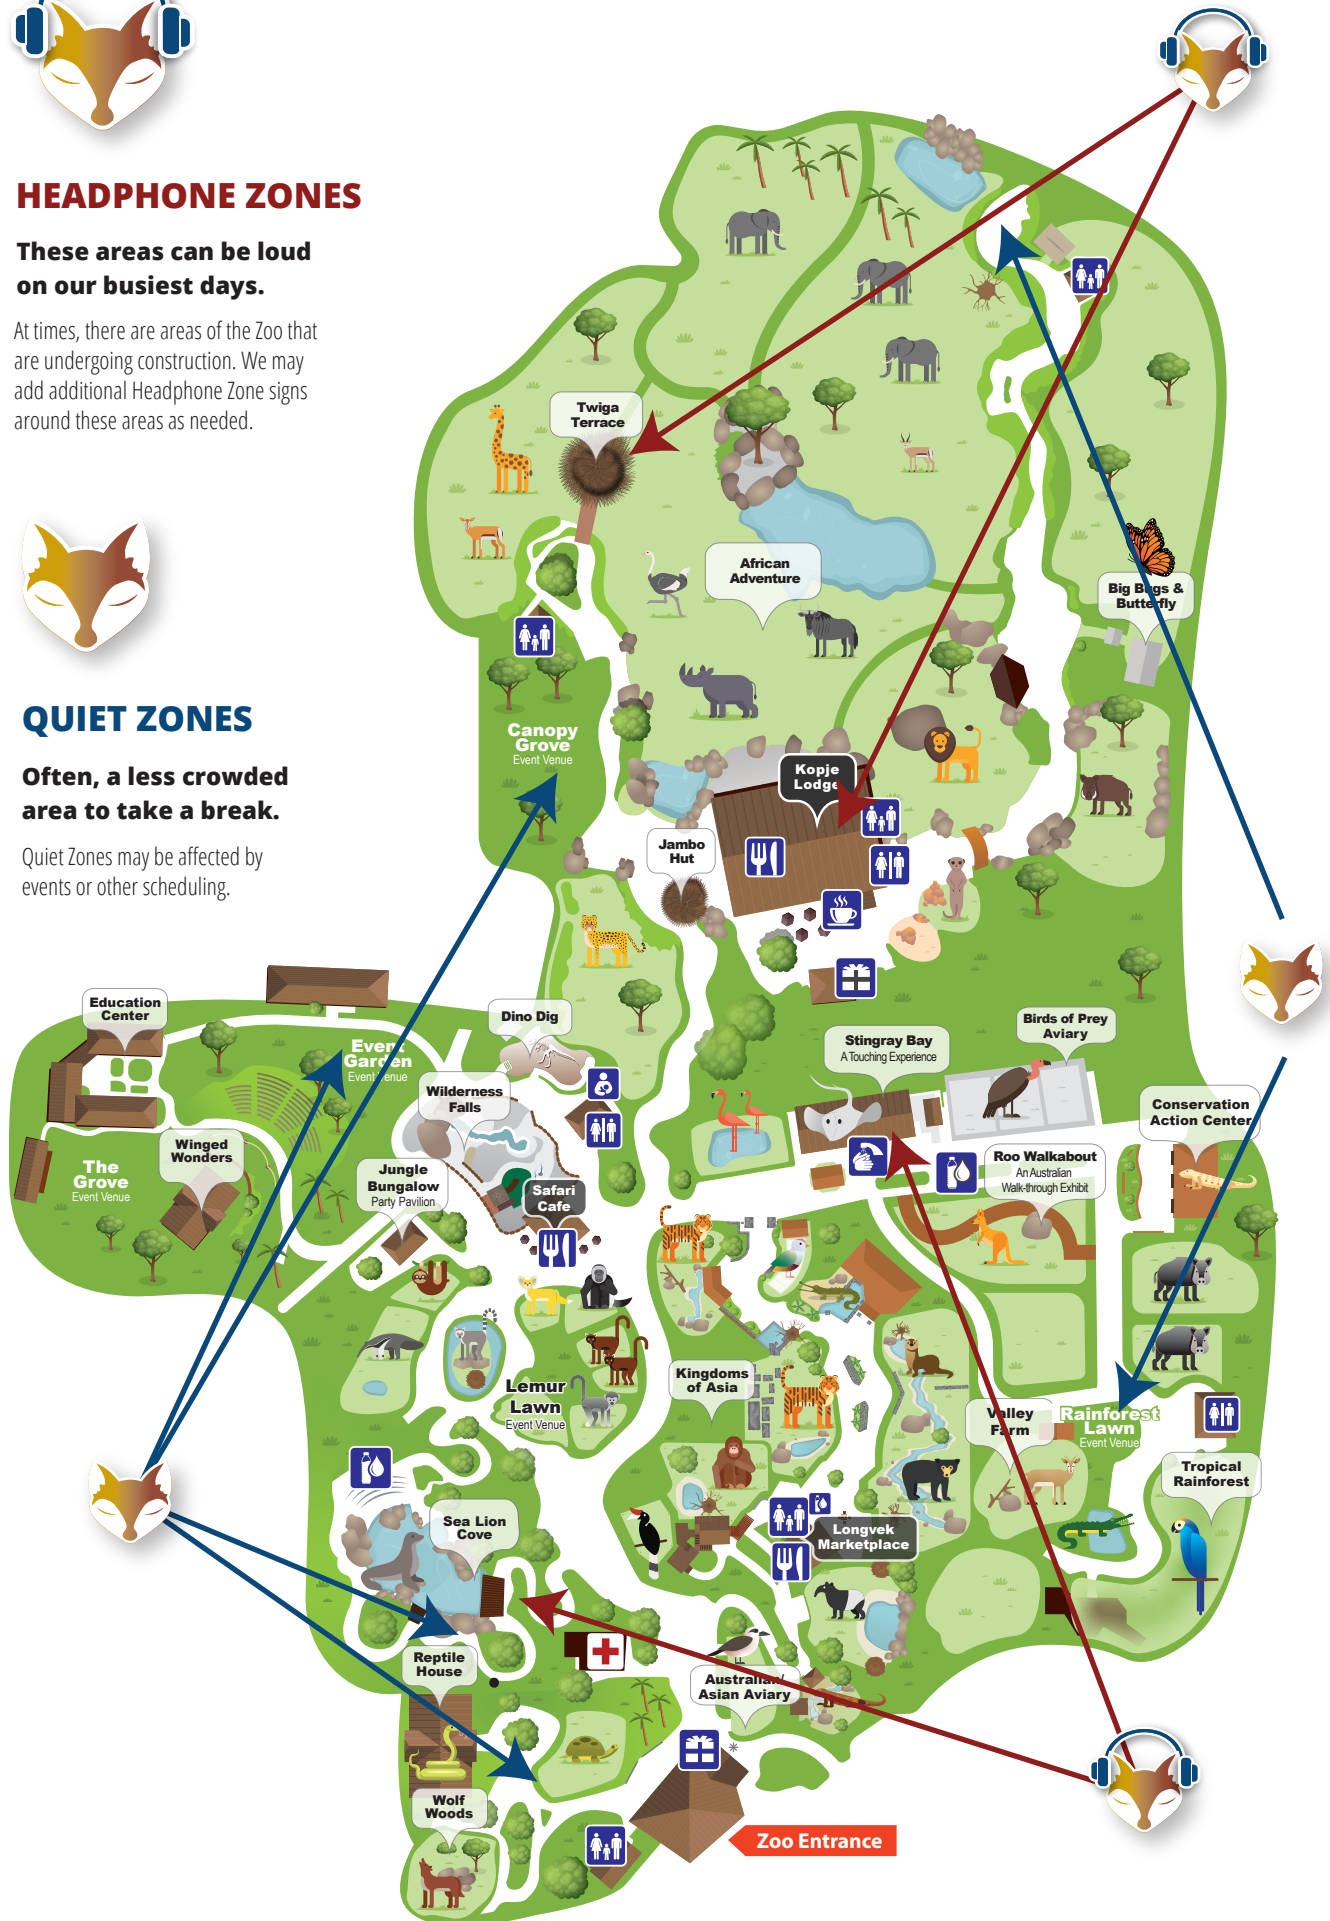 HEADPHONE ZONES
These areas can be loud
on our busiest days.
At times, there are areas of the Zoo that
are undergoing construction. We may
add additional Headphone Zone signs
around these areas as needed.
QUIET ZONES
Often, a less crowded
area to take a break.
Quiet Zones may be affected by
events or other scheduling.
Twiga
Terrace
African
Adventure
Big Bugs &
Butterfly
Canopy
Grove
Event Venue
Kopje
Lodge
Jambo
Hut
Education
Center
Dino Dig
Even
Garden
Event Venue
Stingray Bay
A Touching Experience
Birds of Prey
Aviary
Wilderness
Falls
Conservation
Action Center
Winged
Wonders
The
Grove
Event Venue
Jungle
Bungalow
Party Pavilion
Safari
Cafe
Roo Walkabout
An Australian
Walk-through Exhibit
Kingdoms
of Asia
Lemur
Lawn
Event Venue
Valley
Farm
Rainforest
Lawn
Event Venue
Tropical
Rainforest
Sea Lion
Cove
Longvek
Marketplace
Reptile
House
Australian/
Asian Aviary
*
Wolf
Woods
Zoo Entrance